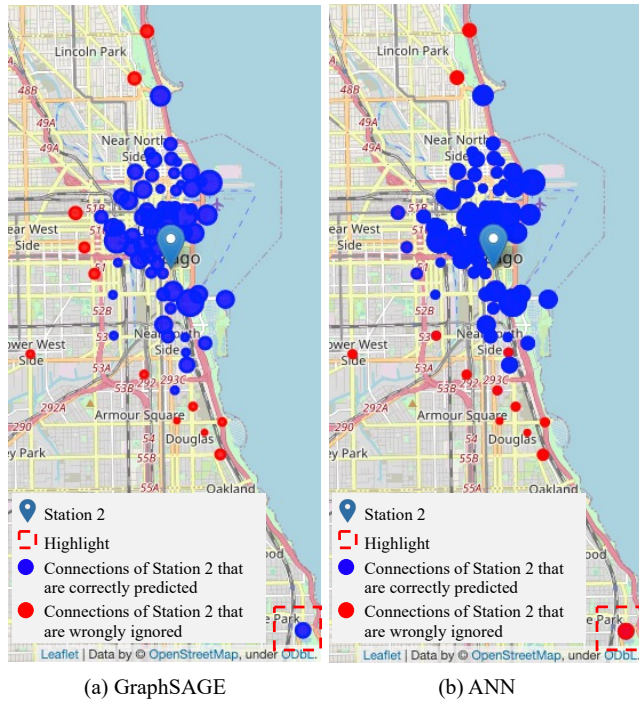 Lincoln Park
48B
49A
49A
Near North
Side
51B
51
ear West
Side
ago
52B
53
Near South
Side
ower West
Side
53A
53B
292
293C
292A
Armour Square
290
54
Douglas
ey Park
55B
55A
Oakland
Station 2
Highlight
Connections of Station 2 that
are correctly predicted
Connections of Station 2 that
are wrongly ignored
ood
e Park
Leaflet | Data by © OpenStreetMap, under ODbL.
(a) GraphSAGE
Lincoln Park
48B
49A
49A
Near North
Side
51B
51
ear West
Side
ago
52B
53
Near South
Side
ower West
Side
53A
53B
292
293C
292A
Armour Square
290
54
Douglas
ey Park
55B
55A
Oakland
Station 2
Highlight
Connections of Station 2 that
are correctly predicted
Connections of Station 2 that
are wrongly ignored
ood
e Park
Leaflet | Data by © OpenStreetMap, under ODbL.
(b) ANN